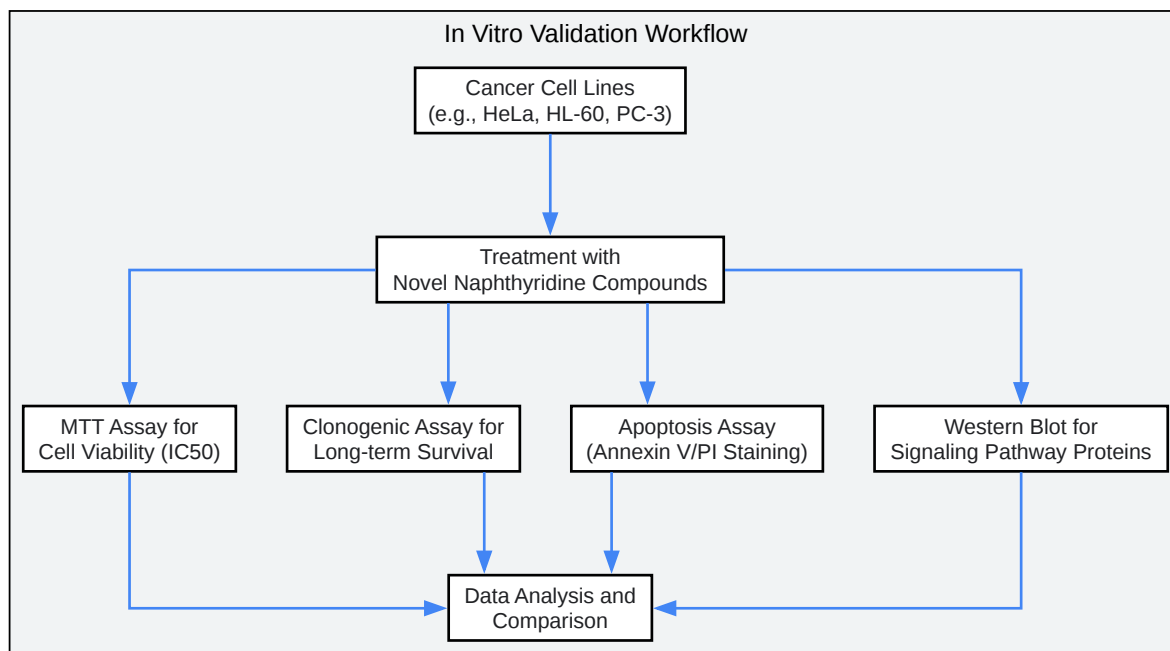 In Vitro Validation Workflow
Cancer Cell Lines
(e.g., HeLa, HL-60, PC-3)
Treatment with
Novel Naphthyridine Compounds
MTT Assay for
Cell Viability (IC50)
Clonogenic Assay for
Long-term Survival
Apoptosis Assay
(Annexin V/PI Staining)
Western Blot for
Signaling Pathway Proteins
Data Analysis and
Comparison